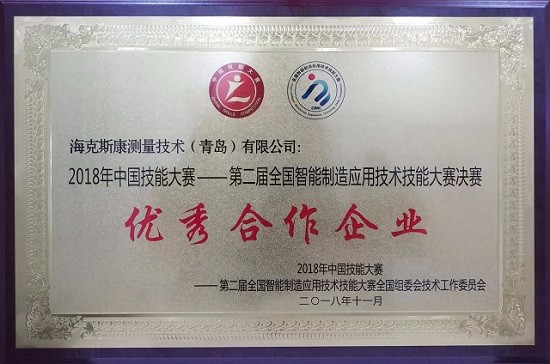 海克斯康测量技术（青岛）有限公司:
2018年中国技能大赛——第二届全国智能制造应用技术技能大赛决赛
优秀合作企业
2018年中国技能大赛
——第二届全国智能制造应用技术技能大赛全国组委会技术工作委员会
二〇一八年十一月